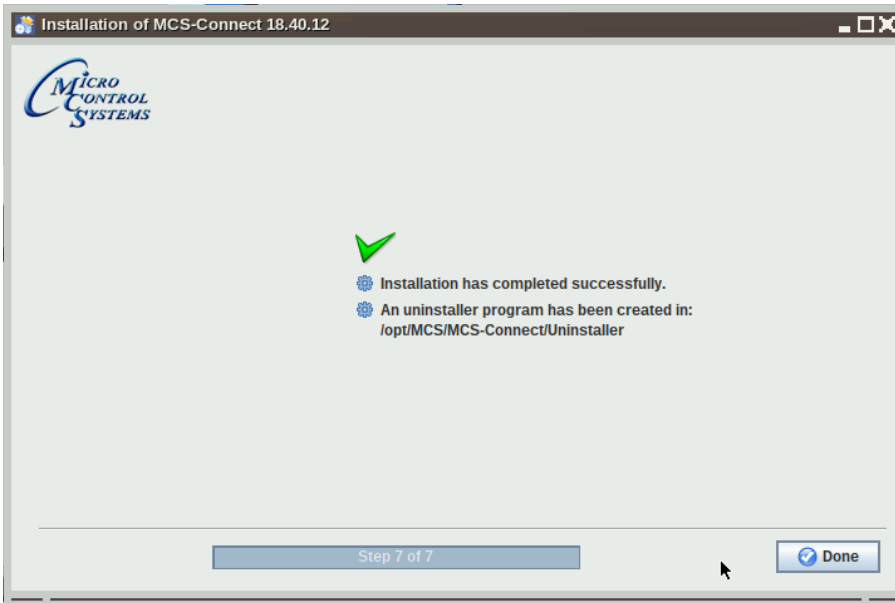 Installation of MCS-Connect 18.40.12
MICRO
CONTROL
SYSTEMS
Installation has completed successfully.
An uninstaller program has been created in:
/opt/MCS/MCS-Connect/Uninstaller
Step 7 of 7
Done